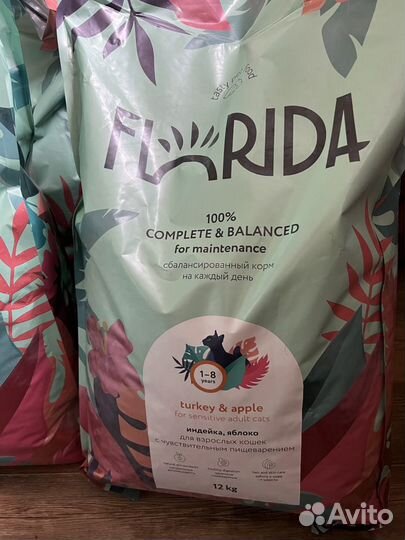 tasty
FLORIDA
100%
COMPLETE & BALANCED
for maintenance
сбалансированный корм
на каждый день
1–8
years
turkey & apple
for sensitive adult cats
индейка, яблоко
для взрослых кошек
с чувствительным пищеварением
12 kg
Avito